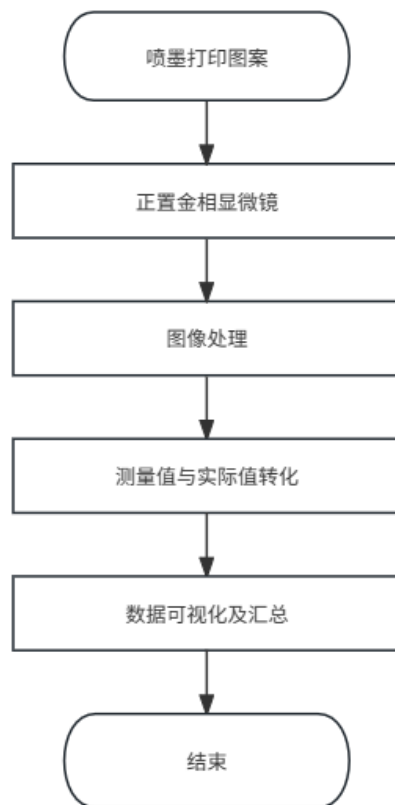 喷墨打印图案
正置金相显微镜
图像处理
测量值与实际值转化
数据可视化及汇总
结束